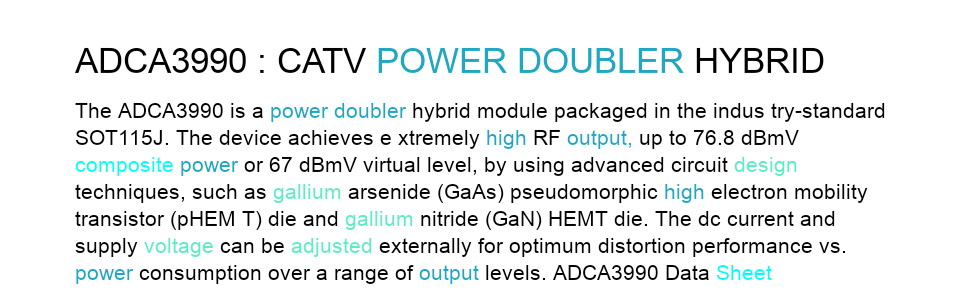 ADCA3990 : CATV POWER DOUBLER HYBRID
The ADCA3990 is a power doubler hybrid module packaged in the indus try-standard
SOT115J. The device achieves e xtremely high RF output, up to 76.8 dBmV
composite power or 67 dBmV virtual level, by using advanced circuit design
techniques, such as gallium arsenide (GaAs) pseudomorphic high electron mobility
transistor (pHEM T) die and gallium nitride (GaN) HEMT die. The dc current and
supply voltage can be adjusted externally for optimum distortion performance vs.
power consumption over a range of output levels. ADCA3990 Data Sheet